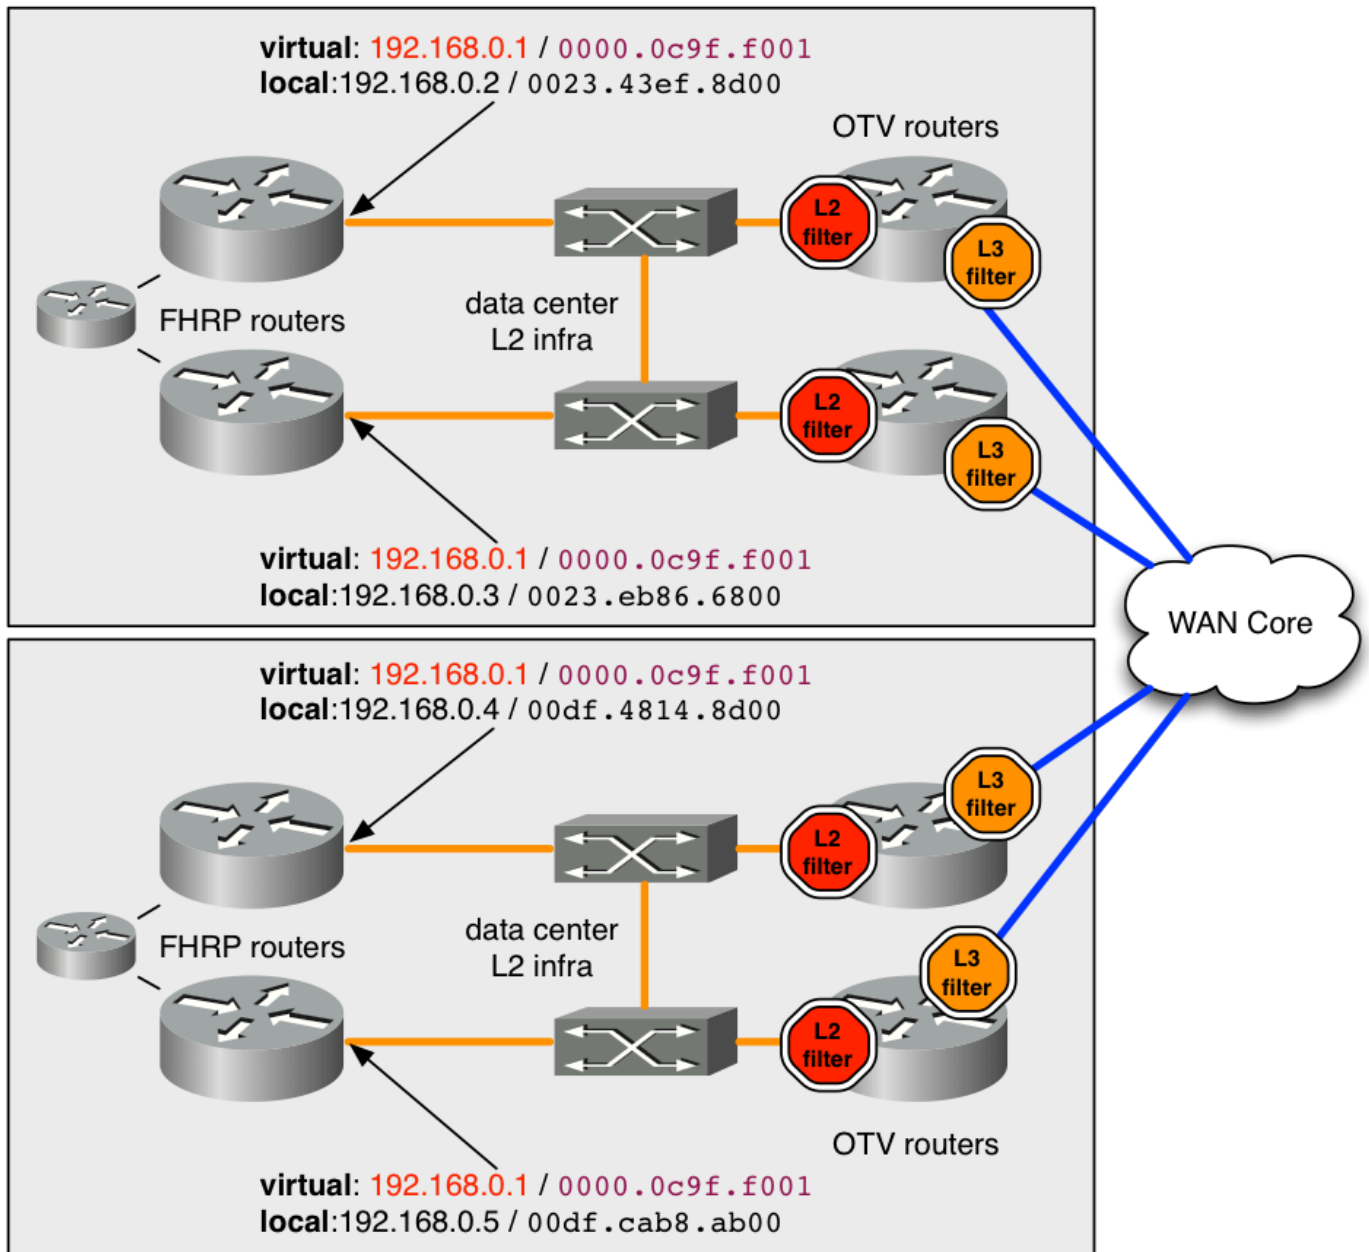 virtual: 192.168.0.1 / 0000.0c9f.f001
local:192.168.0.2 / 0023.43ef.8d00
OTV routers
L2
filter
L3
filter
data center
L2 infra
FHRP routers
L2
filter
L3
filter
virtual: 192.168.0.1 / 0000.0c9f.f001
local:192.168.0.3 / 0023.eb86.6800
WAN Core
virtual: 192.168.0.1 / 0000.0c9f.f001
local:192.168.0.4 / 00df.4814.8d00
L3
filter
L2
filter
data center
L2 infra
FHRP routers
L3
filter
L2
filter
OTV routers
virtual: 192.168.0.1 / 0000.0c9f.f001
local:192.168.0.5 / 00df.cab8.ab00